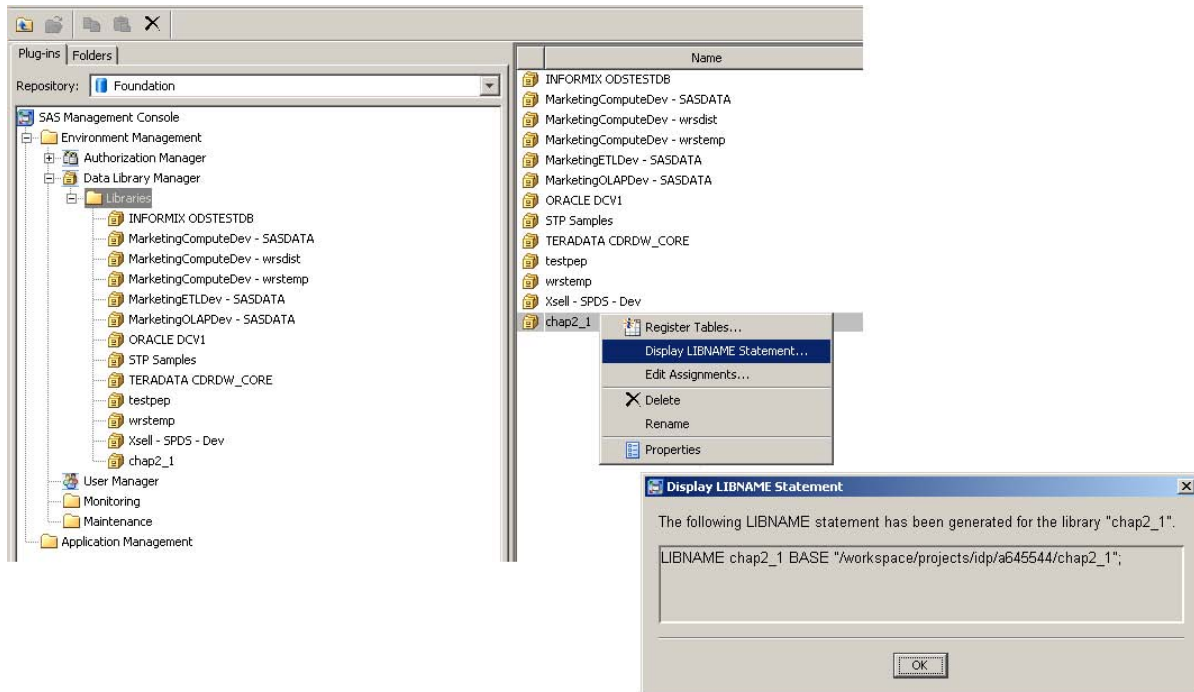 Plug-ins
Folders
Repository:
Foundation
SAS Management Console
Environment Management
Authorization Manager
Data Library Manager
Libraries
INFORMIX ODSTESTDB
MarketingComputeDev - SASDATA
MarketingComputeDev - wrsdist
MarketingComputeDev - wrstemp
MarketingETLDev - SASDATA
MarketingOLAPDev - SASDATA
ORACLE DCV1
STP Samples
TERADATA CDRDW_CORE
testpep
wrstemp
Xsell - SPDS - Dev
chap2_1
User Manager
Monitoring
Maintenance
Application Management
Name
INFORMIX ODSTESTDB
MarketingComputeDev - SASDATA
MarketingComputeDev - wrsdist
MarketingComputeDev - wrstemp
MarketingETLDev - SASDATA
MarketingOLAPDev - SASDATA
ORACLE DCV1
STP Samples
TERADATA CDRDW_CORE
testpep
wrstemp
Xsell - SPDS - Dev
chap2_1
Register Tables...
Display LIBNAME Statement...
Edit Assignments...
Delete
Rename
Properties
Display LIBNAME Statement
The following LIBNAME statement has been generated for the library "chap2_1".
LIBNAME chap2_1 BASE "/workspace/projects/idp/a645544/chap2_1";
OK